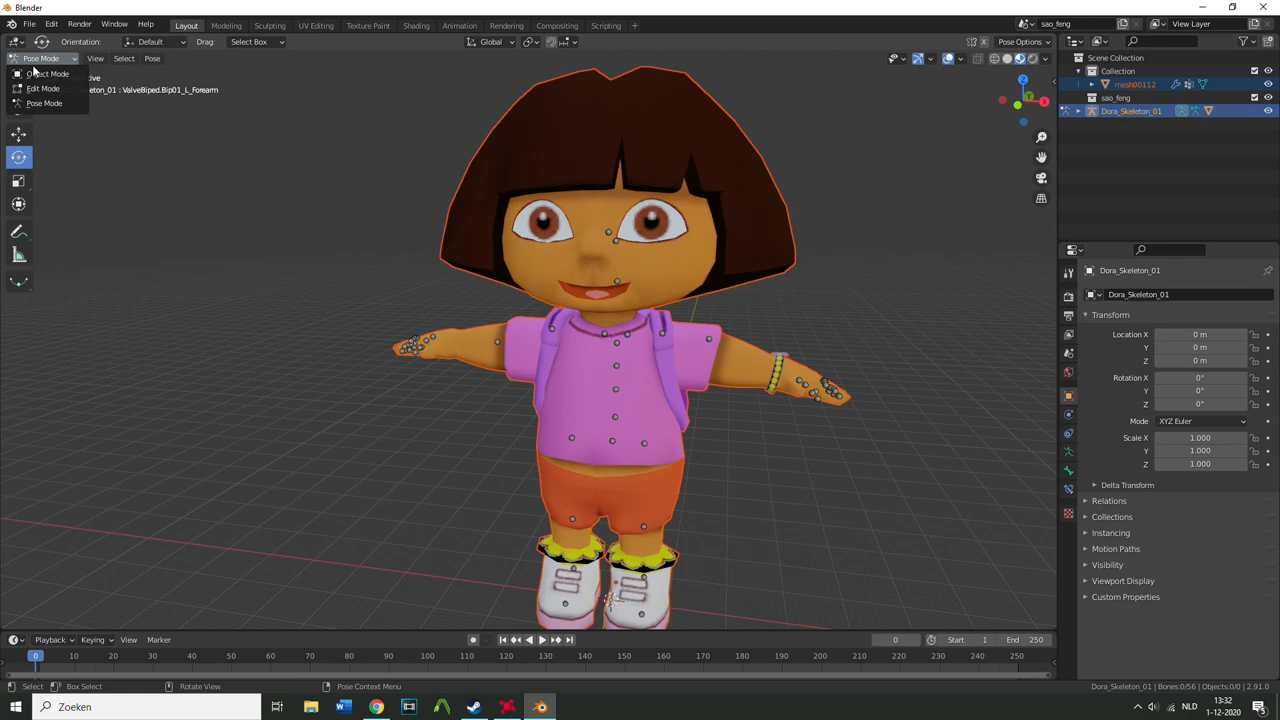 Blender
File Edit Render Window Help Layout Modeling Sculpting UV Editing Texture Paint Shading Animation Rendering Compositing Scripting + sao_feng View Layer
Orientation: Default Drag: Select Box Global X Pose Options
Pose Mode View Select Pose
Object Mode
Edit Mode
Pose Mode
ValveBiped.Bip01_L_Forearm
Scene Collection
Collection
mesh00112
sao_feng
Dora_Skeleton_01
Dora_Skeleton_01
Dora_Skeleton_01
Transform
Location X 0 m
Y 0 m
Z 0 m
Rotation X 0°
Y 0°
Z 0°
Mode XYZ Euler
Scale X 1.000
Y 1.000
Z 1.000
Delta Transform
Relations
Collections
Instancing
Motion Paths
Visibility
Viewport Display
Custom Properties
Playback Keying View Marker 0 Start 1 End 250
0 10 20 30 40 50 60 70 80 90 100 110 120 130 140 150 160 170 180 190 200 210 220 230 240 250
Select Box Select Rotate View Pose Context Menu Dora_Skeleton_01 | Bones:0/56 | Objects:0/0 | 2.91.0
Zoeken NLD 13:32
1-12-2020